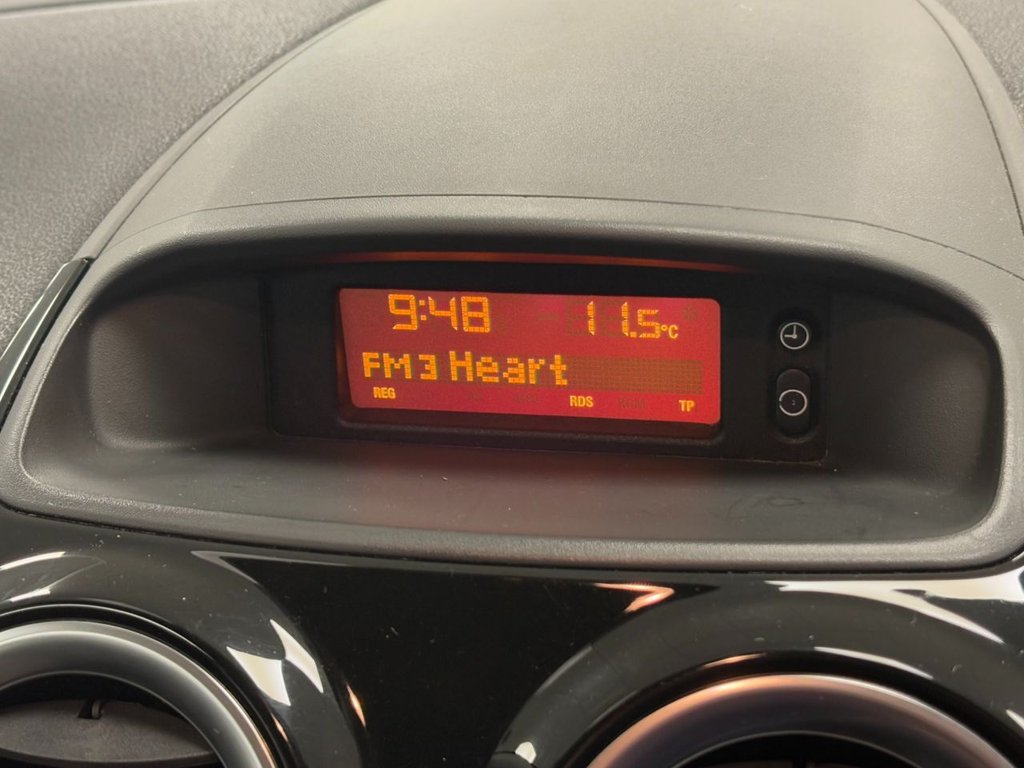 9:48 11.5°C
FM3 Heart
REG RDS TP